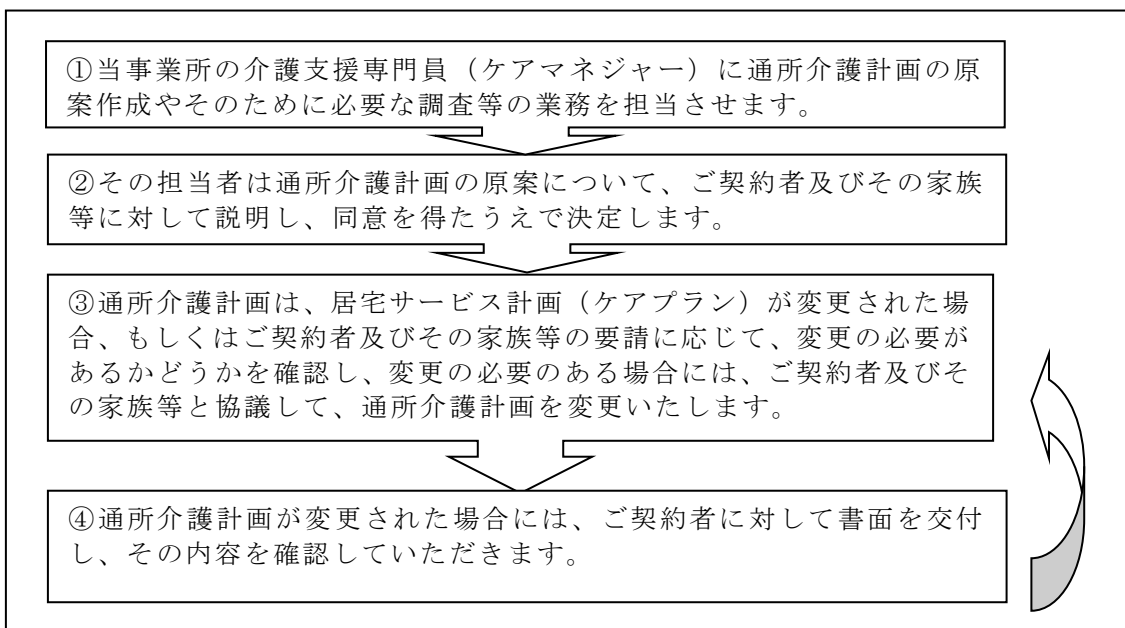 ①当事業所の介護支援専門員（ケアマネジャー）に通所介護計画の原
案作成やそのために必要な調査等の業務を担当させます。
②その担当者は通所介護計画の原案について、ご契約者及びその家族
等に対して説明し、同意を得たうえで決定します。
③通所介護計画は、居宅サービス計画（ケアプラン）が変更された場
合、もしくはご契約者及びその家族等の要請に応じて、変更の必要が
あるかどうかを確認し、変更の必要のある場合には、ご契約者及びそ
の家族等と協議して、通所介護計画を変更いたします。
④通所介護計画が変更された場合には、ご契約者に対して書面を交付
し、その内容を確認していただきます。